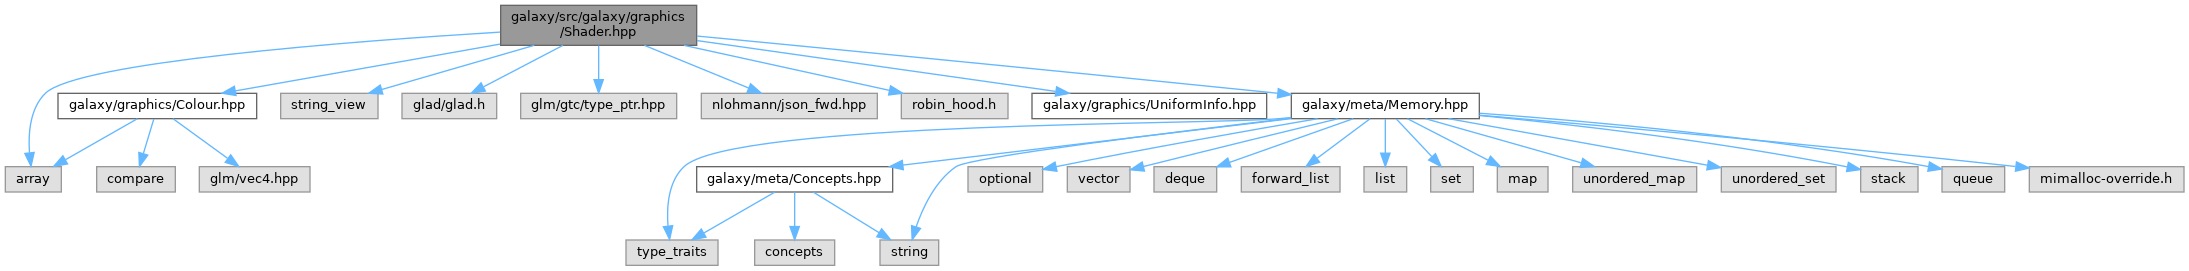 galaxy/src/galaxy/graphics
/Shader.hpp
galaxy/graphics/Colour.hpp
string_view
glad/glad.h
glm/gtc/type_ptr.hpp
nlohmann/json_fwd.hpp
robin_hood.h
galaxy/graphics/UniformInfo.hpp
galaxy/meta/Memory.hpp
array
compare
glm/vec4.hpp
galaxy/meta/Concepts.hpp
optional
vector
deque
forward_list
list
set
map
unordered_map
unordered_set
stack
queue
mimalloc-override.h
type_traits
concepts
string